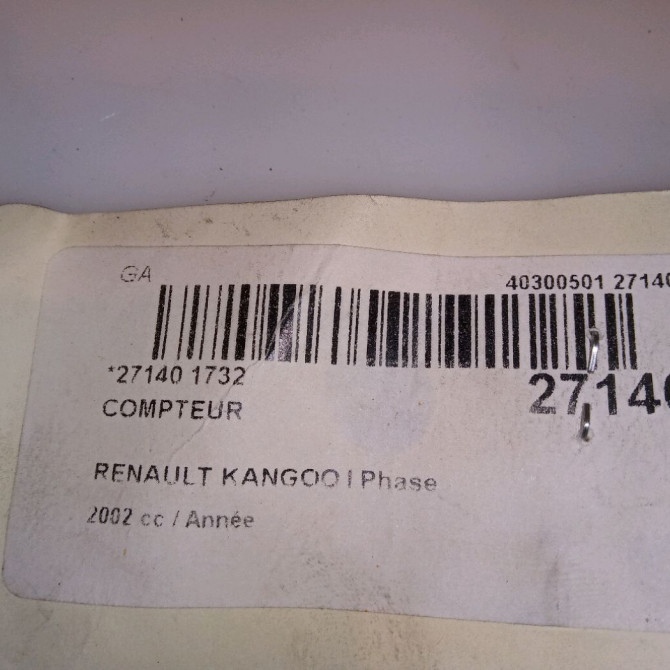 GA
40300501 27140
*27140 1732
27140
COMPTEUR
RENAULT KANGOO I Phase
2002 cc / Année